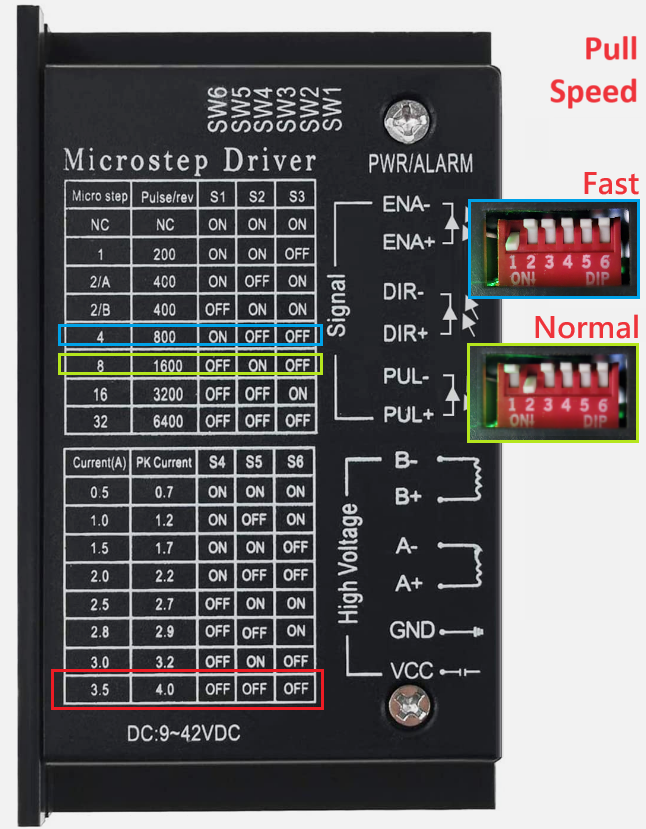 Pull
Speed
SW6
SW5
SW4
SW3
SW2
SW1
Microstep Driver
PWR/ALARM
Micro step Pulse/rev S1 S2 S3
NC NC ON ON ON
1 200 ON ON OFF
2/A 400 ON OFF ON
2/B 400 OFF ON ON
4 800 ON OFF OFF
8 1600 OFF ON OFF
16 3200 OFF OFF ON
32 6400 OFF OFF OFF
Signal
ENA-
ENA+
DIR-
DIR+
PUL-
PUL+
Fast
1 2 3 4 5 6
ON↓ DIP
Normal
1 2 3 4 5 6
ON↓ DIP
Current(A) PK Current S4 S5 S6
0.5 0.7 ON ON ON
1.0 1.2 ON OFF ON
1.5 1.7 ON ON OFF
2.0 2.2 ON OFF OFF
2.5 2.7 OFF ON ON
2.8 2.9 OFF OFF ON
3.0 3.2 OFF ON OFF
3.5 4.0 OFF OFF OFF
High Voltage
B-
B+
A-
A+
GND
VCC
DC:9~42VDC